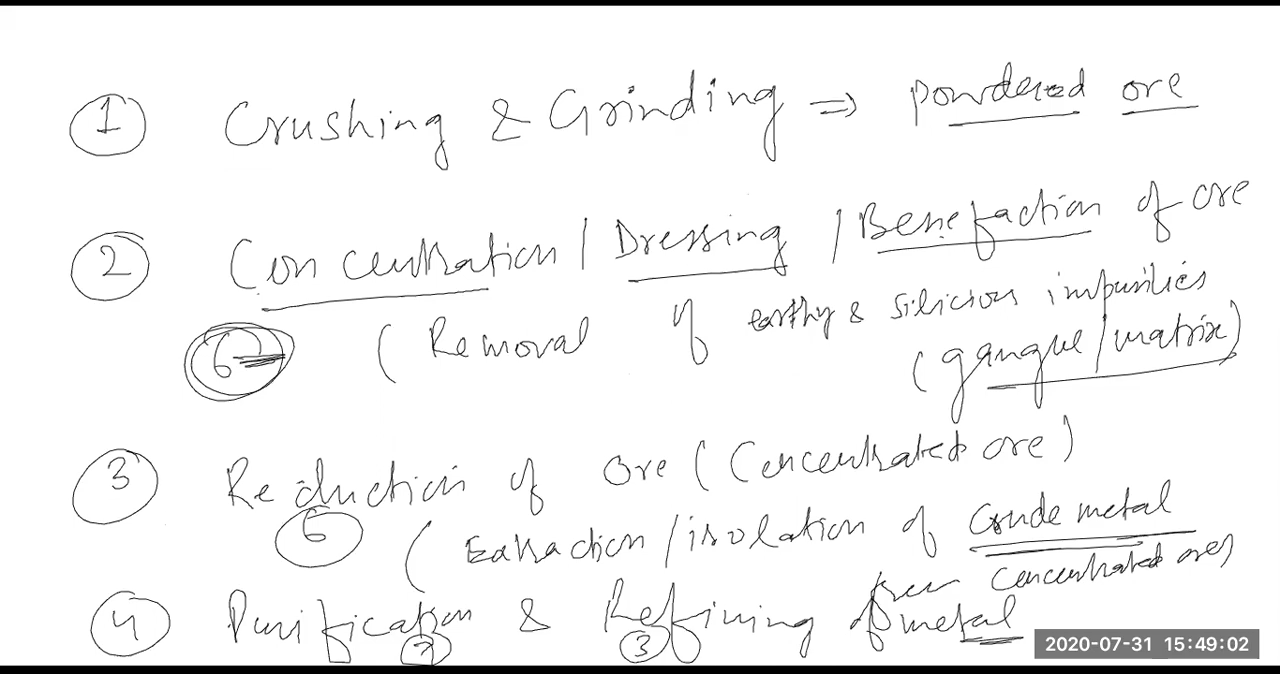 1 Crushing & Grinding ⇒ Powdered ore
2 Concentration / Dressing / Benefaction of ore
6 (Removal of earthy & silicious impurities
(gangue / matrix)
3 Reduction of Ore (Concentrated ore)
6 (Extraction / isolation of crude metal
from concentrated ores)
4 Purification & Refining of metal
3
2020-07-31 15:49:02